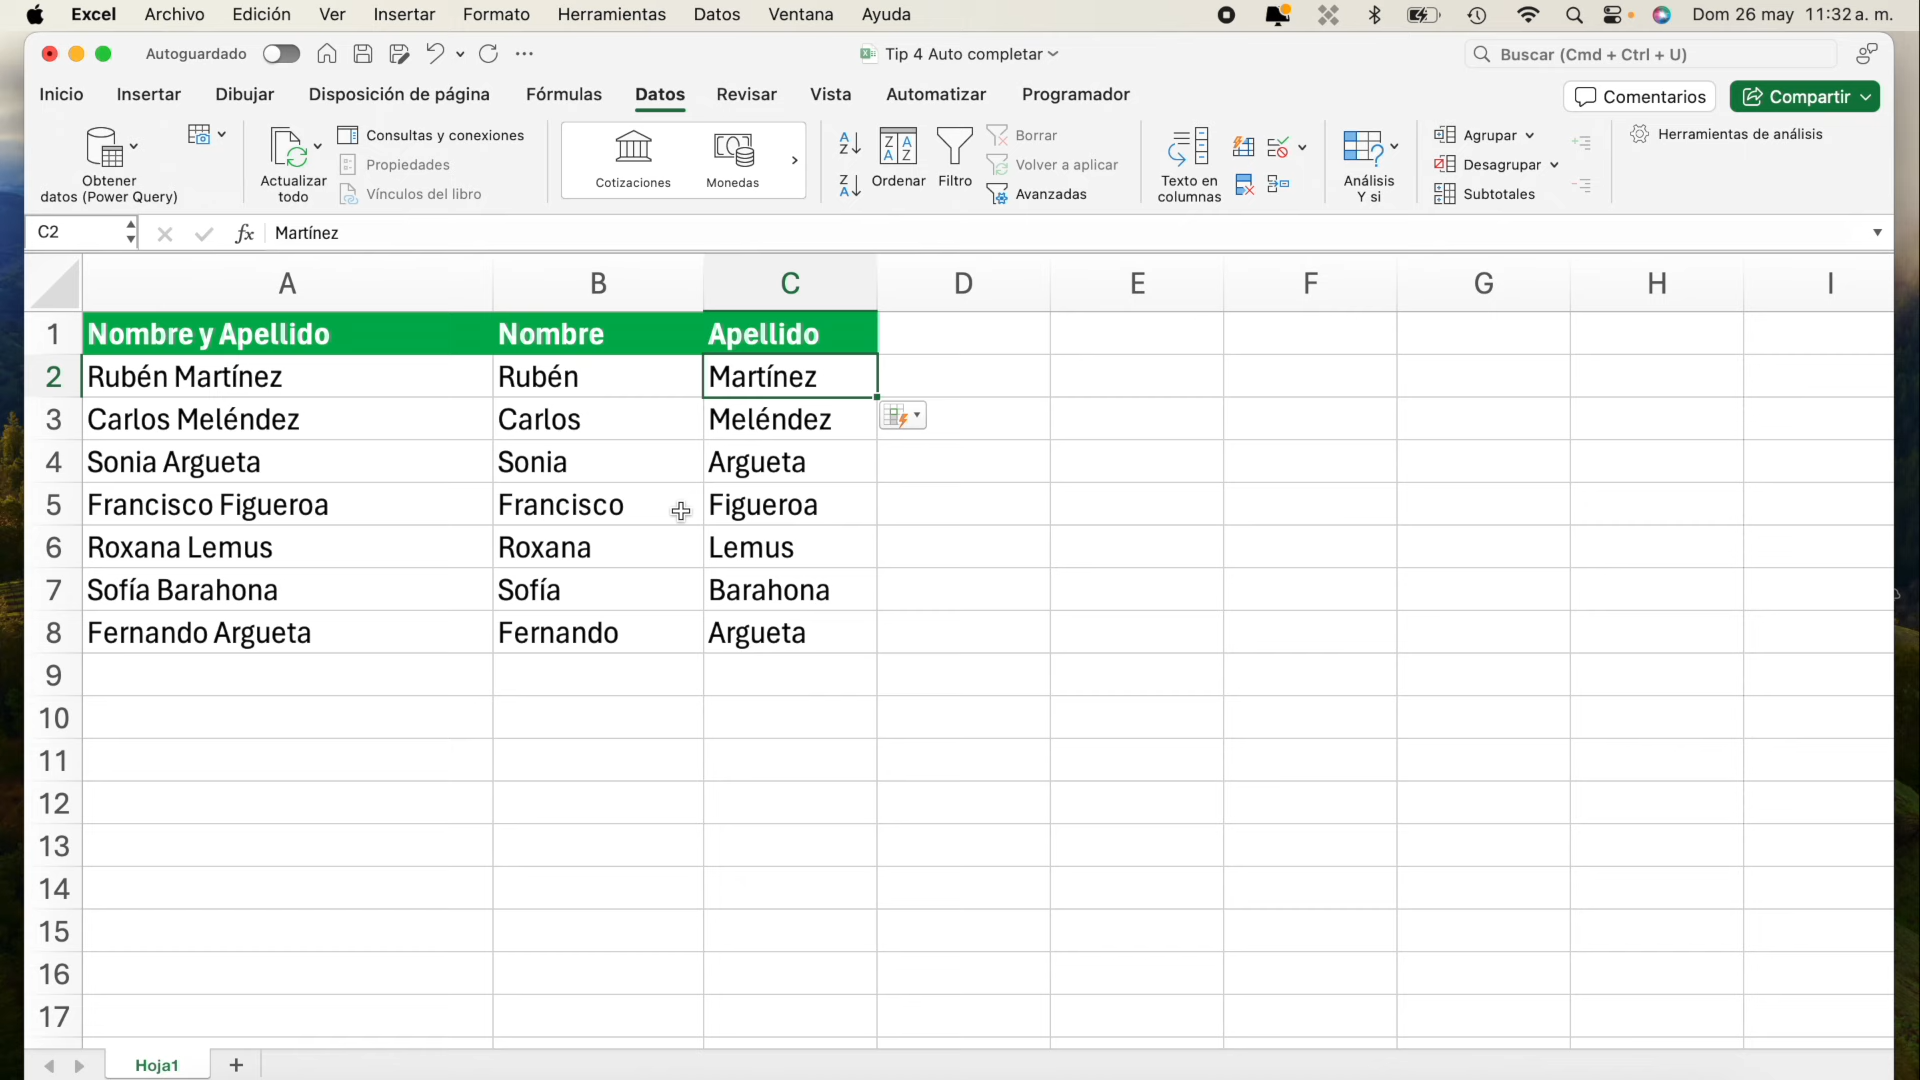 Excel Archivo Edición Ver Insertar Formato Herramientas Datos Ventana Ayuda Dom 26 may 11:32 a. m.
Autoguardado Tip 4 Auto completar Buscar (Cmd + Ctrl + U)
Inicio Insertar Dibujar Disposición de página Fórmulas Datos Revisar Vista Automatizar Programador Comentarios Compartir
Obtener
datos (Power Query)
Actualizar
todo
Consultas y conexiones
Propiedades
Vínculos del libro
Cotizaciones Monedas
Ordenar
Filtro
Borrar
Volver a aplicar
Avanzadas
Texto en
columnas
Análisis
Y si
Agrupar
Desagrupar
Subtotales
Herramientas de análisis
C2 fx Martínez
A B C D E F G H I
1 Nombre y Apellido Nombre Apellido
2 Rubén Martínez Rubén Martínez
3 Carlos Meléndez Carlos Meléndez
4 Sonia Argueta Sonia Argueta
5 Francisco Figueroa Francisco Figueroa
6 Roxana Lemus Roxana Lemus
7 Sofía Barahona Sofía Barahona
8 Fernando Argueta Fernando Argueta
9
10
11
12
13
14
15
16
17
Hoja1 +